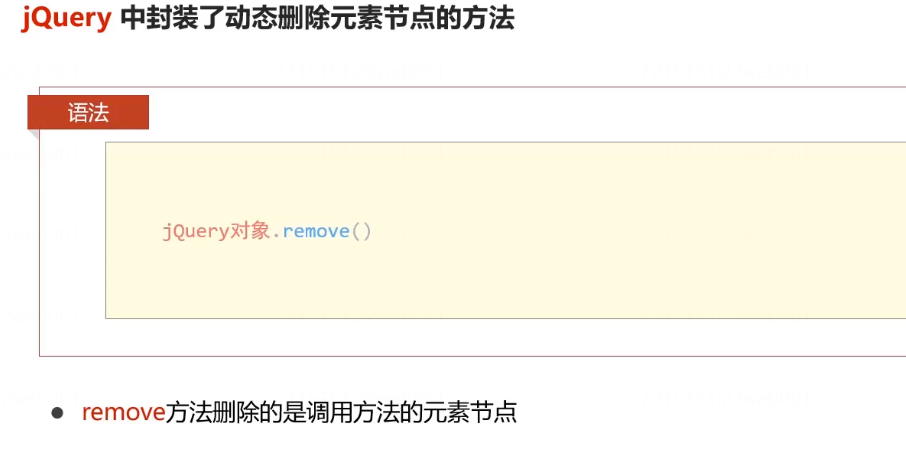 jQuery 中封装了动态删除元素节点的方法
语法
jQuery对象.remove()
● remove方法删除的是调用方法的元素节点